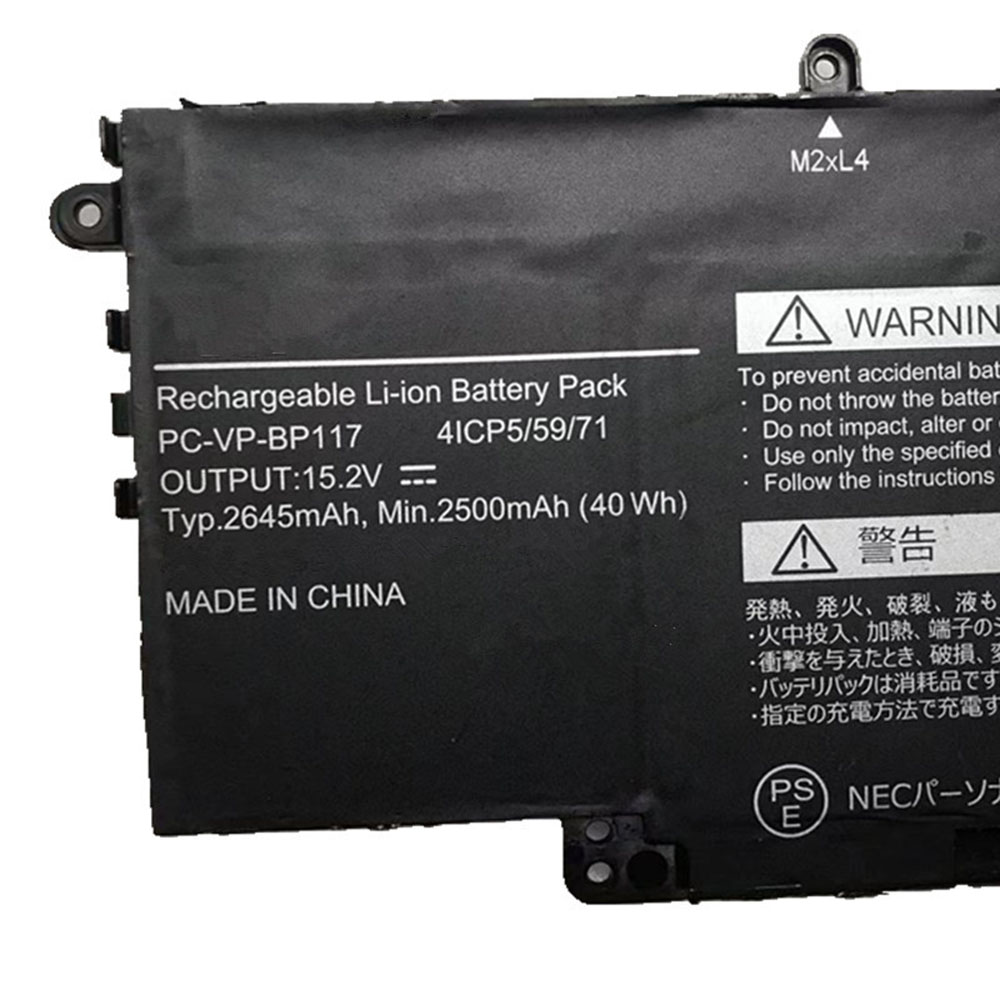 M2xL4
Rechargeable Li-ion Battery Pack
PC-VP-BP117 4ICP5/59/71
OUTPUT:15.2V
Typ.2645mAh, Min.2500mAh (40 Wh)
MADE IN CHINA
WARNIN
To prevent accidental bat
· Do not throw the batter
· Do not impact, alter or
· Use only the specified
· Follow the instructions
警告
発熱、発火、破裂、液も
・火中投入、加熱、端子の
・衝撃を与えたとき、破損、
・バッテリパックは消耗品です
・指定の充電方法で充電す
PS
E
NECパーソナ